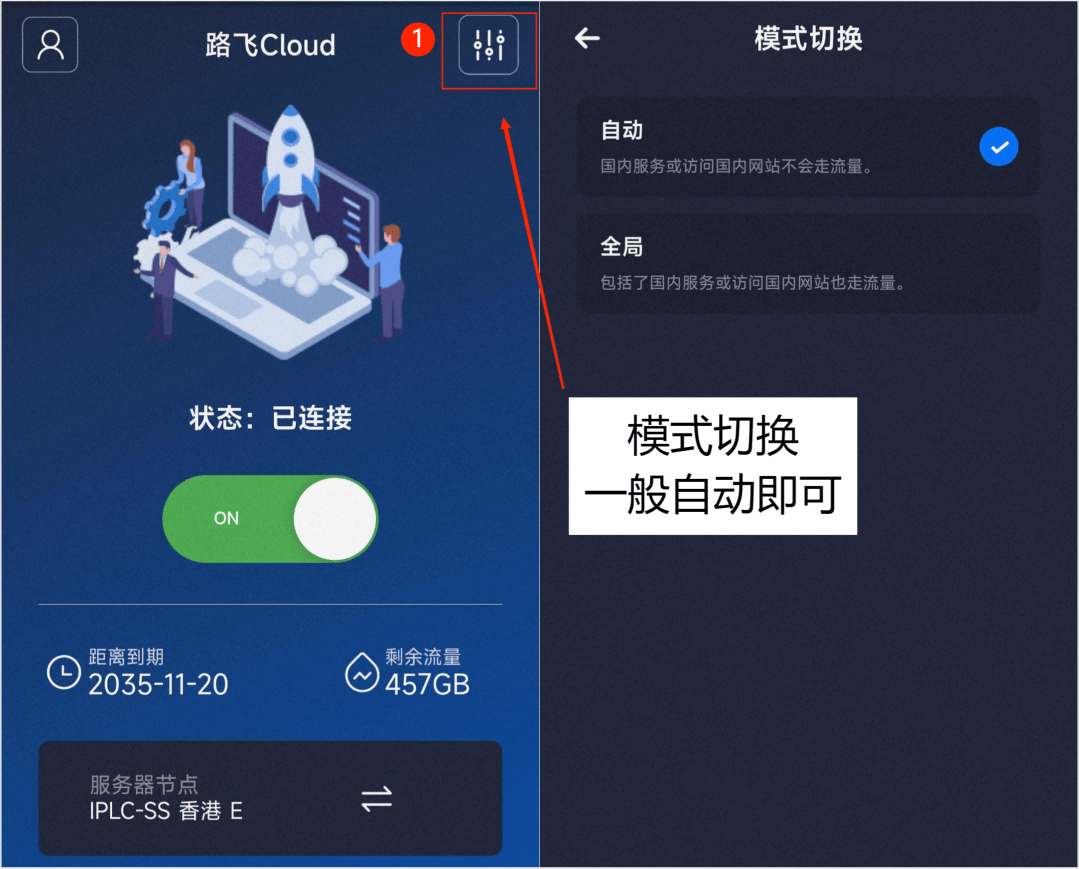 路飞Cloud
1
状态：已连接
ON
距离到期
2035-11-20
剩余流量
457GB
服务器节点
IPLC-SS 香港 E
模式切换
自动
国内服务或访问国内网站不会走流量。
全局
包括了国内服务或访问国内网站也走流量。
模式切换
一般自动即可